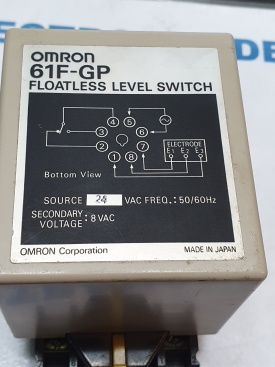 OMRON
61F-GP
FLOATLESS LEVEL SWITCH
4 5
3 6
2 7
1 8
ELECTRODE
E1 E2 E3
Bottom View
SOURCE 24 VAC FREQ.: 50/60Hz
SECONDARY VOLTAGE : 8 VAC
OMRON Corporation MADE IN JAPAN